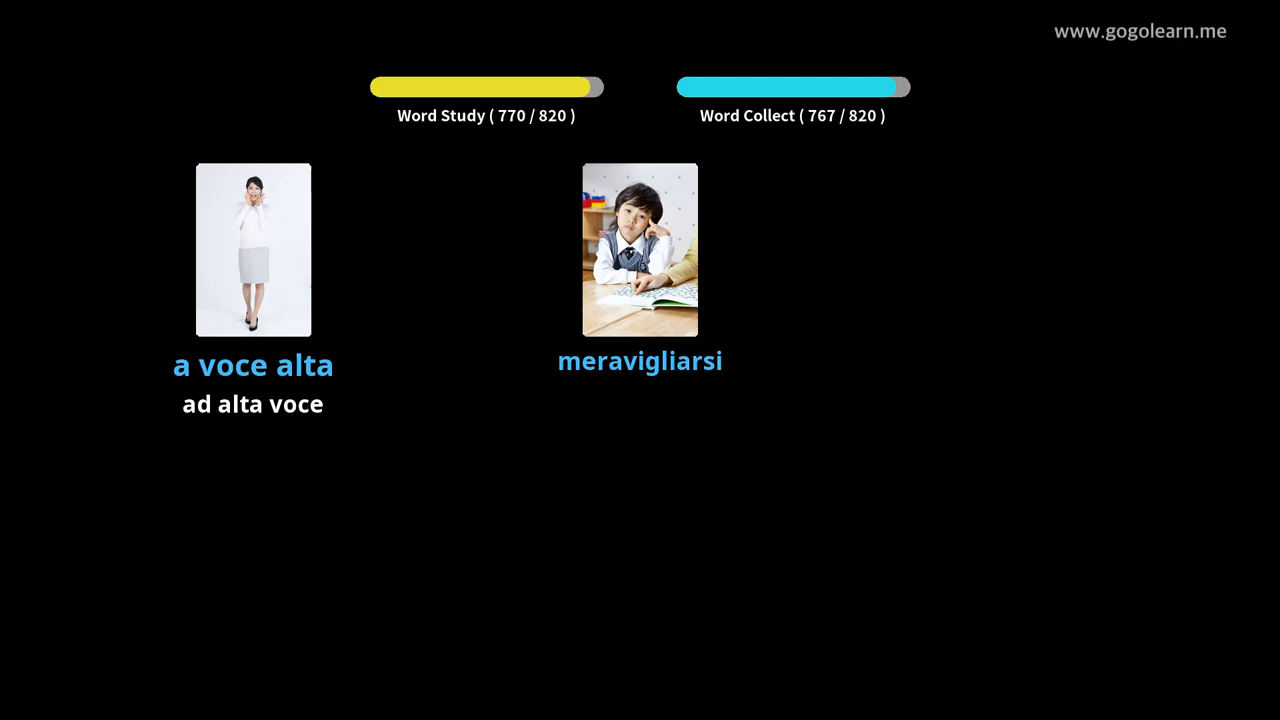 www.gogolearn.me
Word Study ( 770 / 820 )
Word Collect ( 767 / 820 )
a voce alta
ad alta voce
meravigliarsi